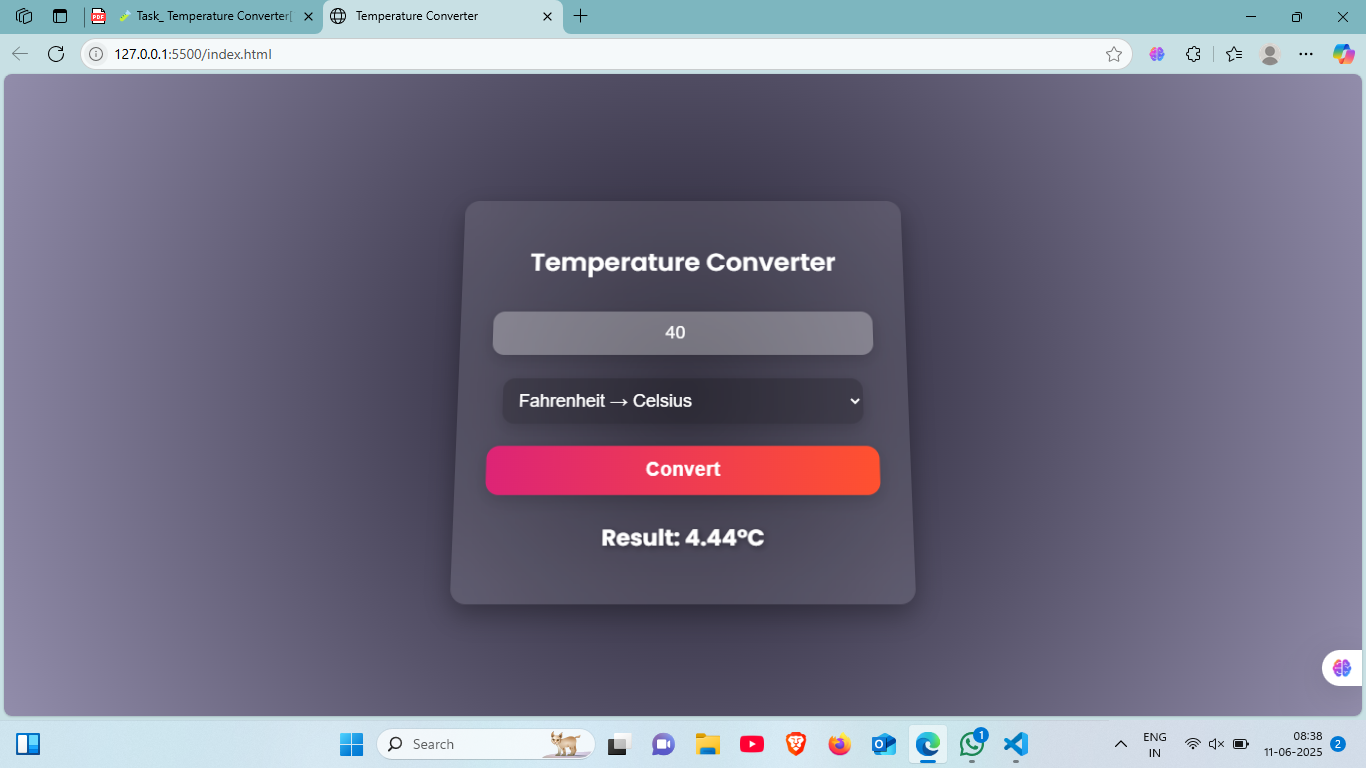 Task_ Temperature Converter
Temperature Converter
127.0.0.1:5500/index.html
Temperature Converter
40
Fahrenheit → Celsius
Convert
Result: 4.44°C
Search
1
ENG
IN
08:38
11-06-2025
2